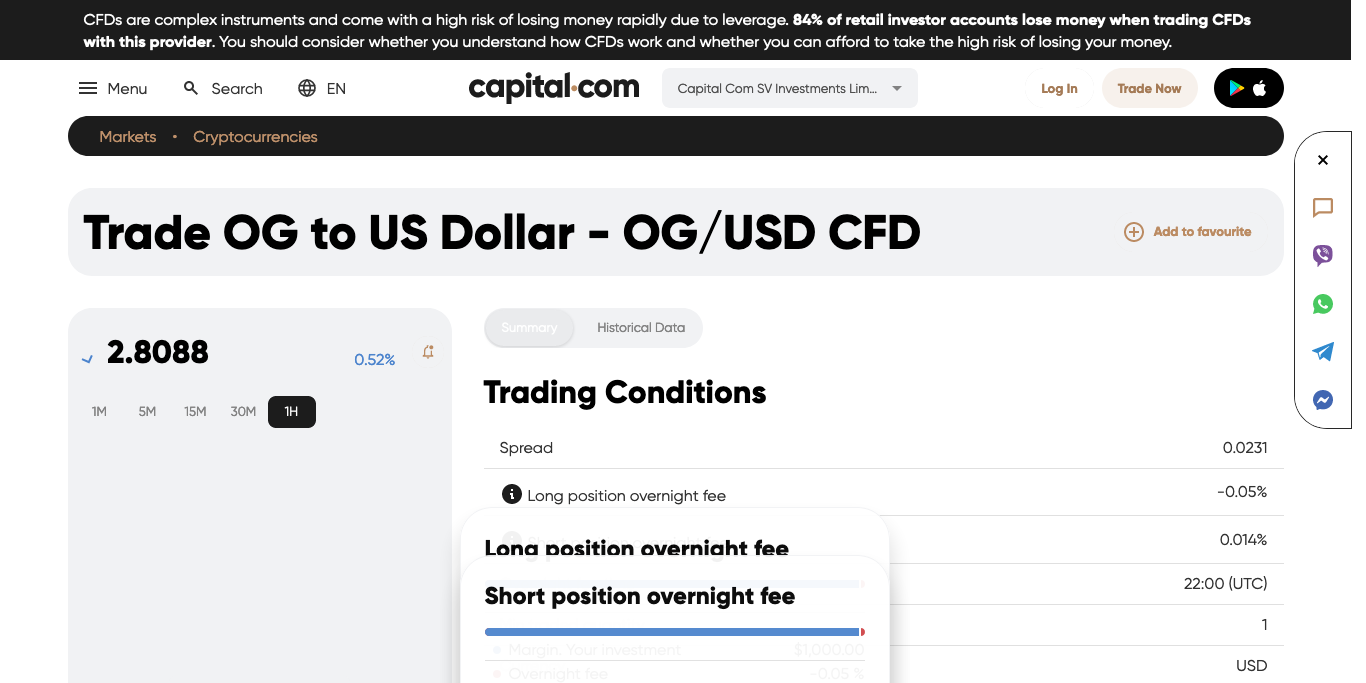 CFDs are complex instruments and come with a high risk of losing money rapidly due to leverage. 84% of retail investor accounts lose money when trading CFDs
with this provider. You should consider whether you understand how CFDs work and whether you can afford to take the high risk of losing your money.
Menu Search EN capital.com Capital Com SV Investments Lim... Log In Trade Now
Markets • Cryptocurrencies
Trade OG to US Dollar - OG/USD CFD Add to favourite
2.8088 0.52%
1M 5M 15M 30M 1H
Summary Historical Data
Trading Conditions
Spread 0.0231
Long position overnight fee -0.05%
0.014%
Long position overnight fee
22:00 (UTC)
Short position overnight fee
1
Margin. Your investment $1,000.00
USD
Overnight fee -0.05 %